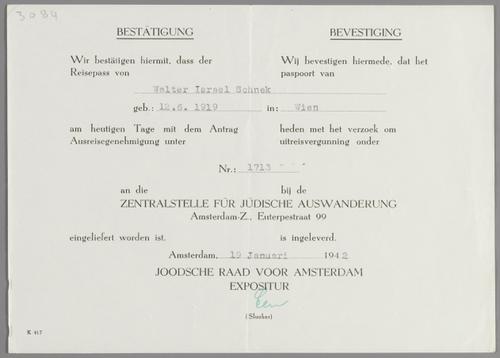 3084
BESTÄTIGUNG BEVESTIGING
Wir bestätigen hiermit, dass der Wij bevestigen hiermede, dat het
Reisepass von paspoort van
Walter Israel Schnek
geb.: 12.6. 1919 in: Wien
am heutigen Tage mit dem Antrag heden met het verzoek om
Ausreisegenehmigung unter uitreisvergunning onder
Nr.: 1713 - - -
an die bij de
ZENTRALSTELLE FÜR JÜDISCHE AUSWANDERUNG
Amsterdam-Z., Euterpestraat 99
eingeliefert worden ist. is ingeleverd.
Amsterdam, 19 Januari 1942
JOODSCHE RAAD VOOR AMSTERDAM
EXPOSITUR
(Sluzker)
K 417